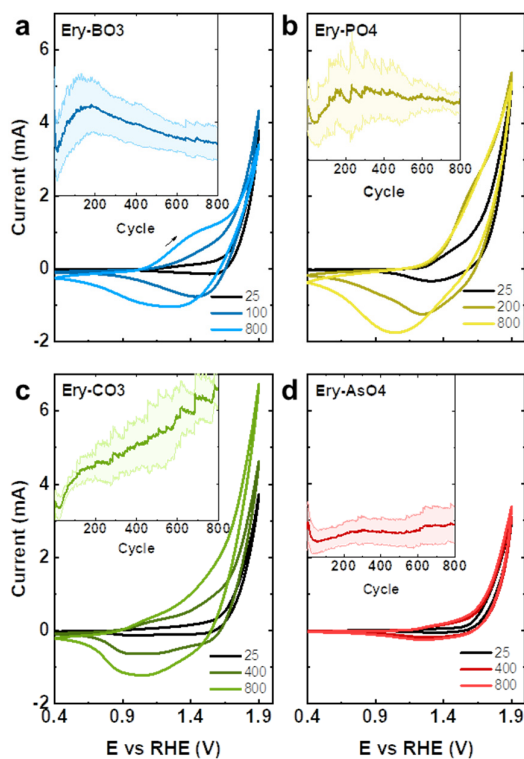 a Ery-BO3
b Ery-PO4
6
4
2
0
-2
Current (mA)
200 400 600 800
Cycle
200 400 600 800
Cycle
25
100
800
25
200
800
c Ery-CO3
d Ery-AsO4
6
4
2
0
-2
Current (mA)
200 400 600 800
Cycle
200 400 600 800
Cycle
25
400
800
25
400
800
0.4 0.9 1.4 1.9
0.4 0.9 1.4 1.9
E vs RHE (V)
E vs RHE (V)